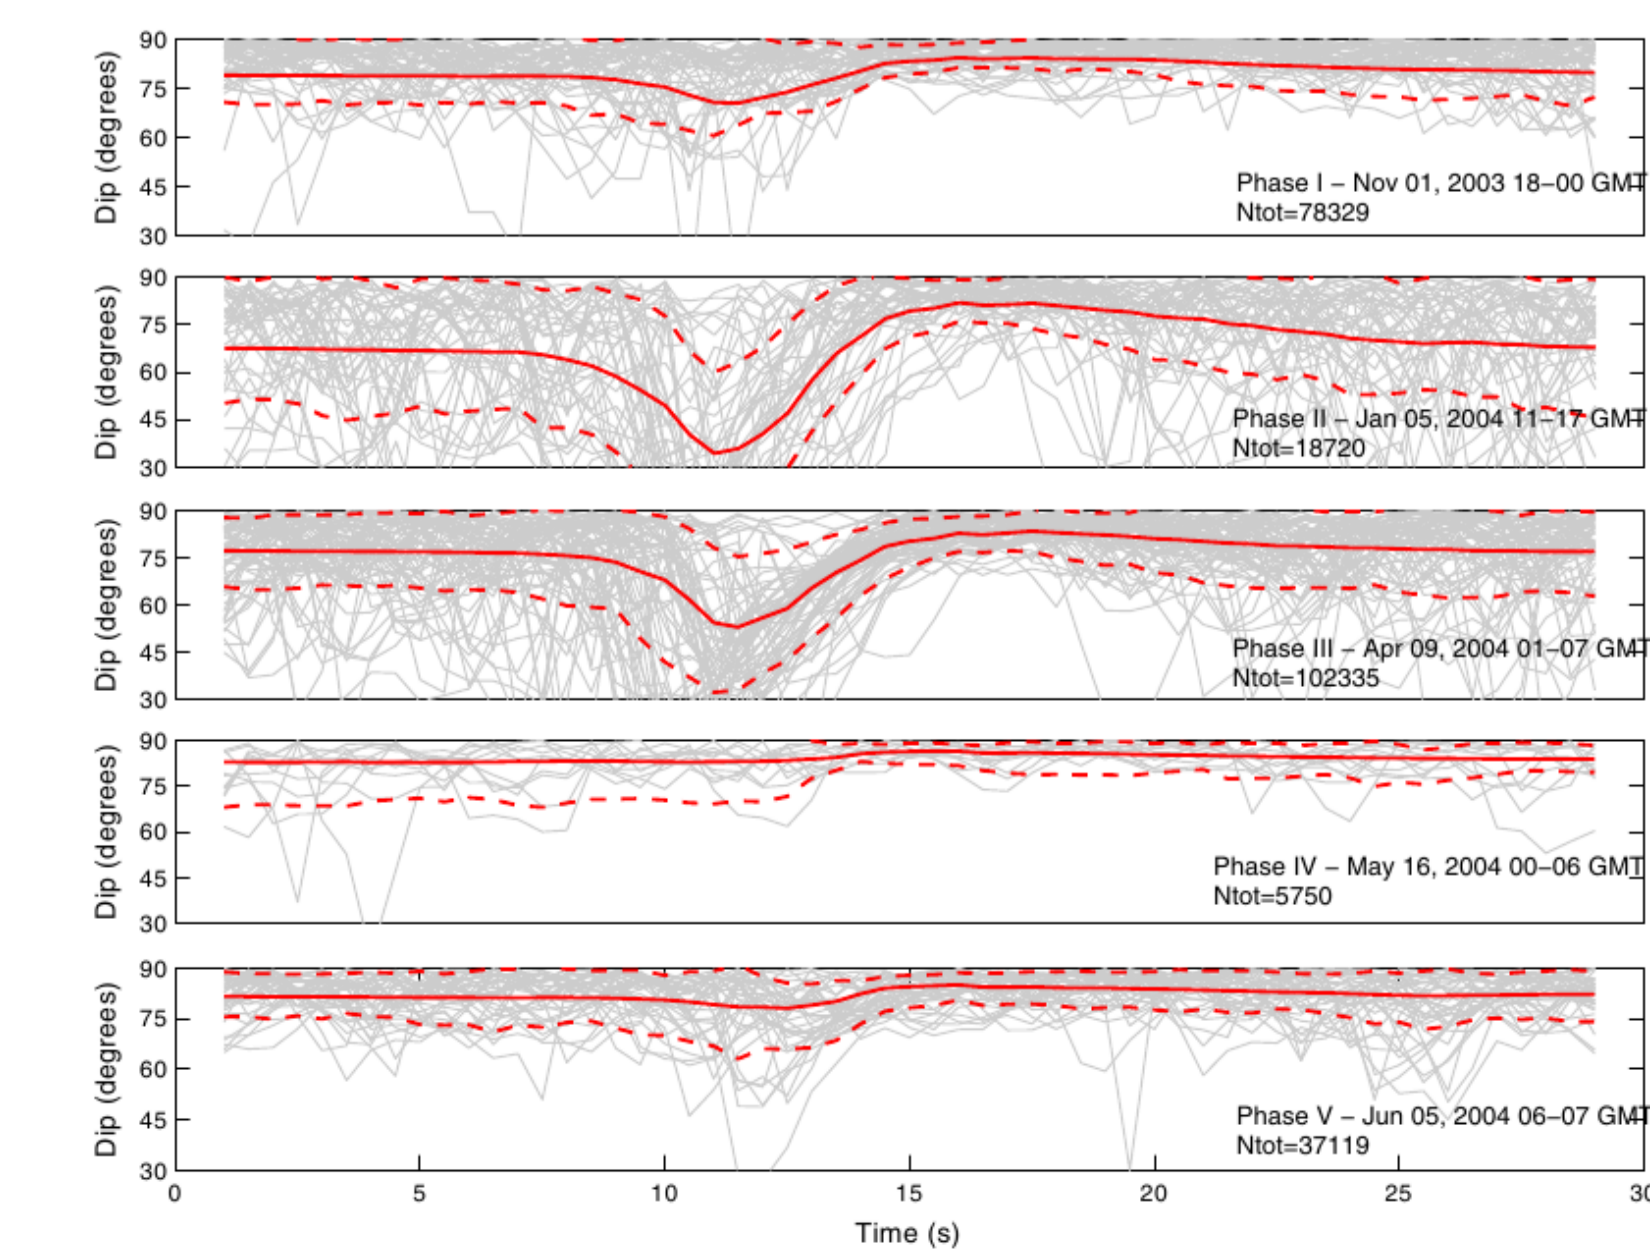 90
75
60
45
30
Dip (degrees)
Phase I – Nov 01, 2003 18–00 GMT
Ntot=78329
90
75
60
45
30
Dip (degrees)
Phase II – Jan 05, 2004 11–17 GMT
Ntot=18720
90
75
60
45
30
Dip (degrees)
Phase III – Apr 09, 2004 01–07 GMT
Ntot=102335
90
75
60
45
30
Dip (degrees)
Phase IV – May 16, 2004 00–06 GMT
Ntot=5750
90
75
60
45
30
Dip (degrees)
Phase V – Jun 05, 2004 06–07 GMT
Ntot=37119
0 5 10 15 20 25 30
Time (s)